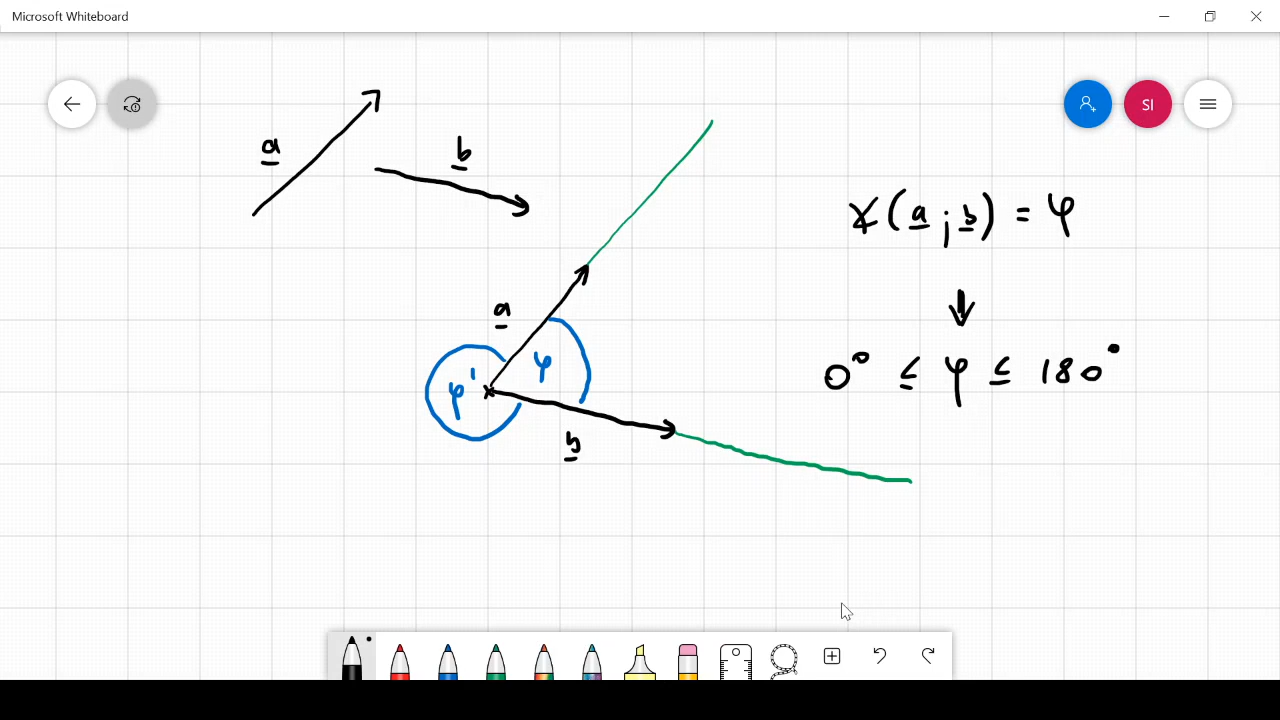 Microsoft Whiteboard
SI
a
b
∢(a; b) = φ
a
φ
φ'
b
0° ≤ φ ≤ 180°